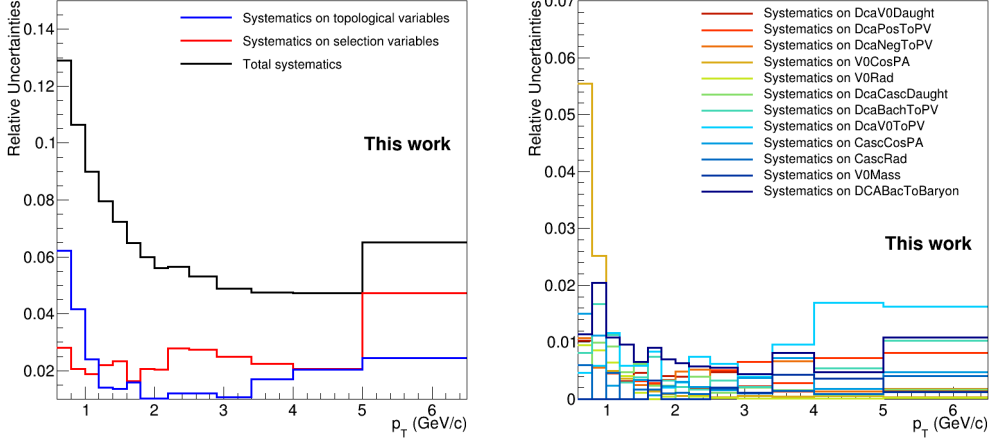 0.14
0.12
0.1
0.08
0.06
0.04
0.02
Relative Uncertainties
Systematics on topological variables
Systematics on selection variables
Total systematics
This work
1 2 3 4 5 6
p_T (GeV/c)
0.07
0.06
0.05
0.04
0.03
0.02
0.01
0
Relative Uncertainties
Systematics on DcaV0Daught
Systematics on DcaPosToPV
Systematics on DcaNegToPV
Systematics on V0CosPA
Systematics on V0Rad
Systematics on DcaCascDaught
Systematics on DcaBachToPV
Systematics on DcaV0ToPV
Systematics on CascCosPA
Systematics on CascRad
Systematics on V0Mass
Systematics on DCABacToBaryon
This work
1 2 3 4 5 6
p_T (GeV/c)